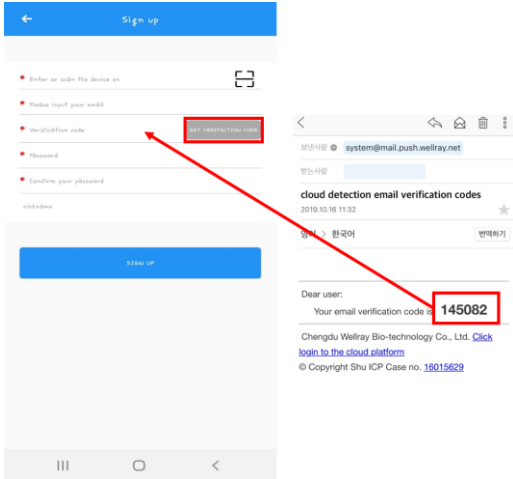 Sign up
* Enter or scan the device sn
* Please input your email
* Verification code
GET VERIFACTION CODE
* Password
* Confirm your password
nickname
SIGN UP
보낸사람 system@mail.push.wellray.net
받는사람
cloud detection email verification codes
2019.10.16 11:32
영어 > 한국어 번역하기
Dear user:
Your email verification code is 145082
Chengdu Wellray Bio-technology Co., Ltd. Click
login to the cloud platform
© Copyright Shu ICP Case no. 16015629